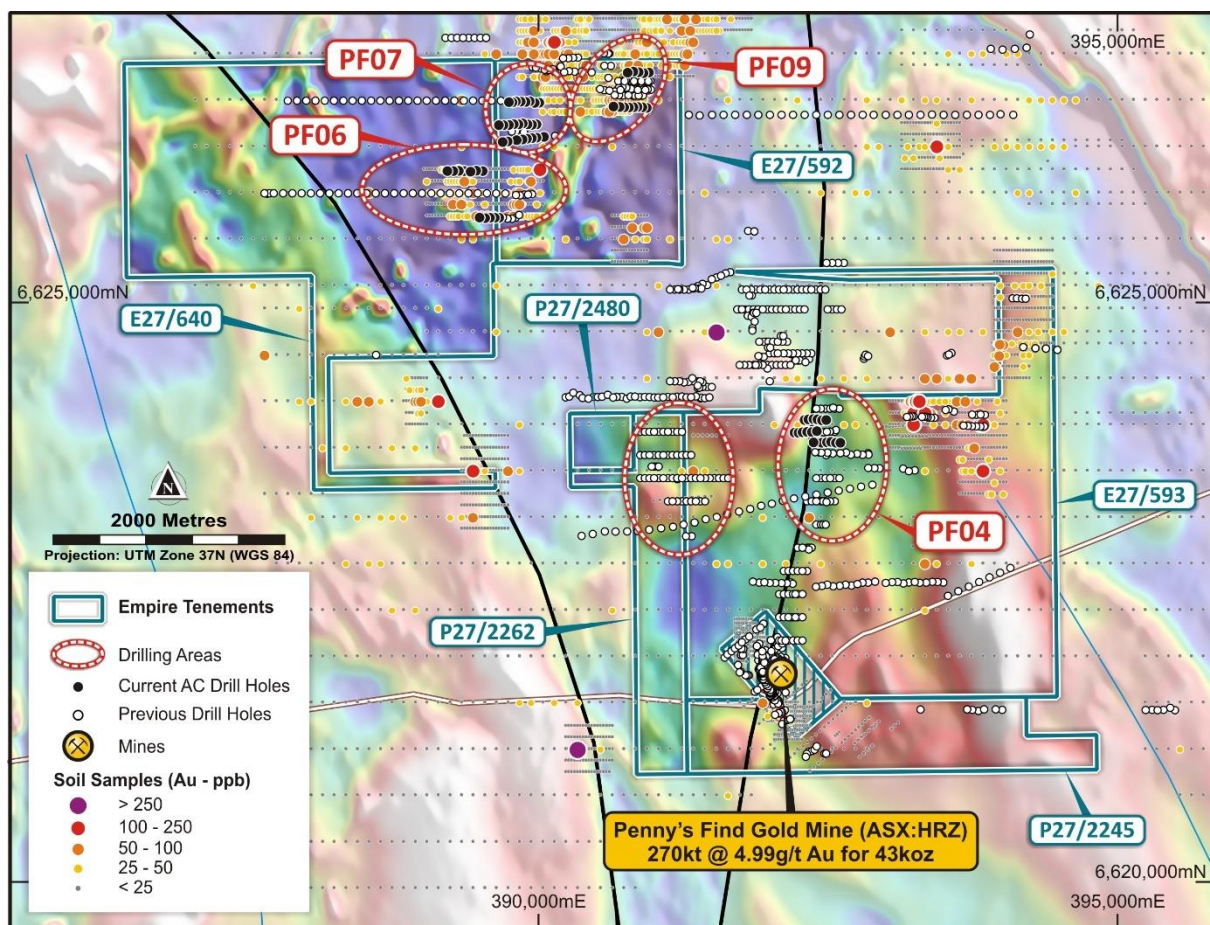 395,000mE
PF07
PF09
PF06
E27/592
6,625,000mN
6,625,000mN
E27/640
P27/2480
N
2000 Metres
Projection: UTM Zone 37N (WGS 84)
E27/593
PF04
P27/2262
Empire Tenements
Drilling Areas
Current AC Drill Holes
Previous Drill Holes
Mines
Soil Samples (Au - ppb)
> 250
100 - 250
50 - 100
25 - 50
< 25
Penny's Find Gold Mine (ASX:HRZ)
270kt @ 4.99g/t Au for 43koz
P27/2245
6,620,000mN
390,000mE
395,000mE